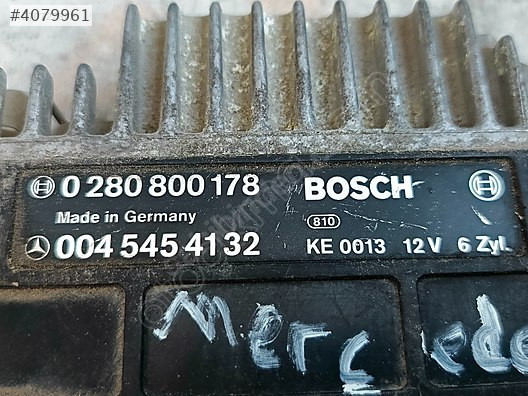 #4079961
0 280 800 178 BOSCH
Made in Germany 810
004 545 41 32 KE 0013 12 V 6 Zyl.
Merc